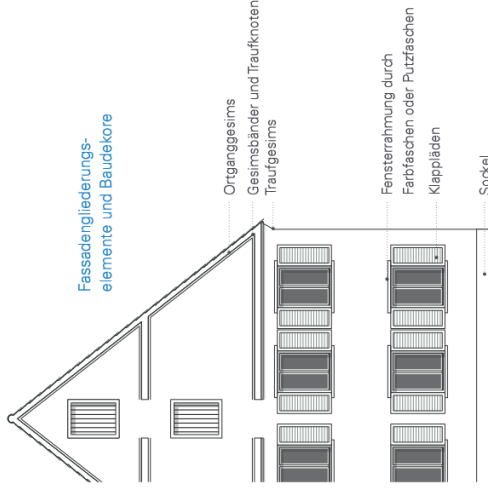 Fassadengliederungs-
elemente und Baudekore
Ortganggesims
Gesimsbänder und Traufknoten
Traufgesims
Fensterrahmung durch
Farbfaschen oder Putzfaschen
Klappläden
Sockel